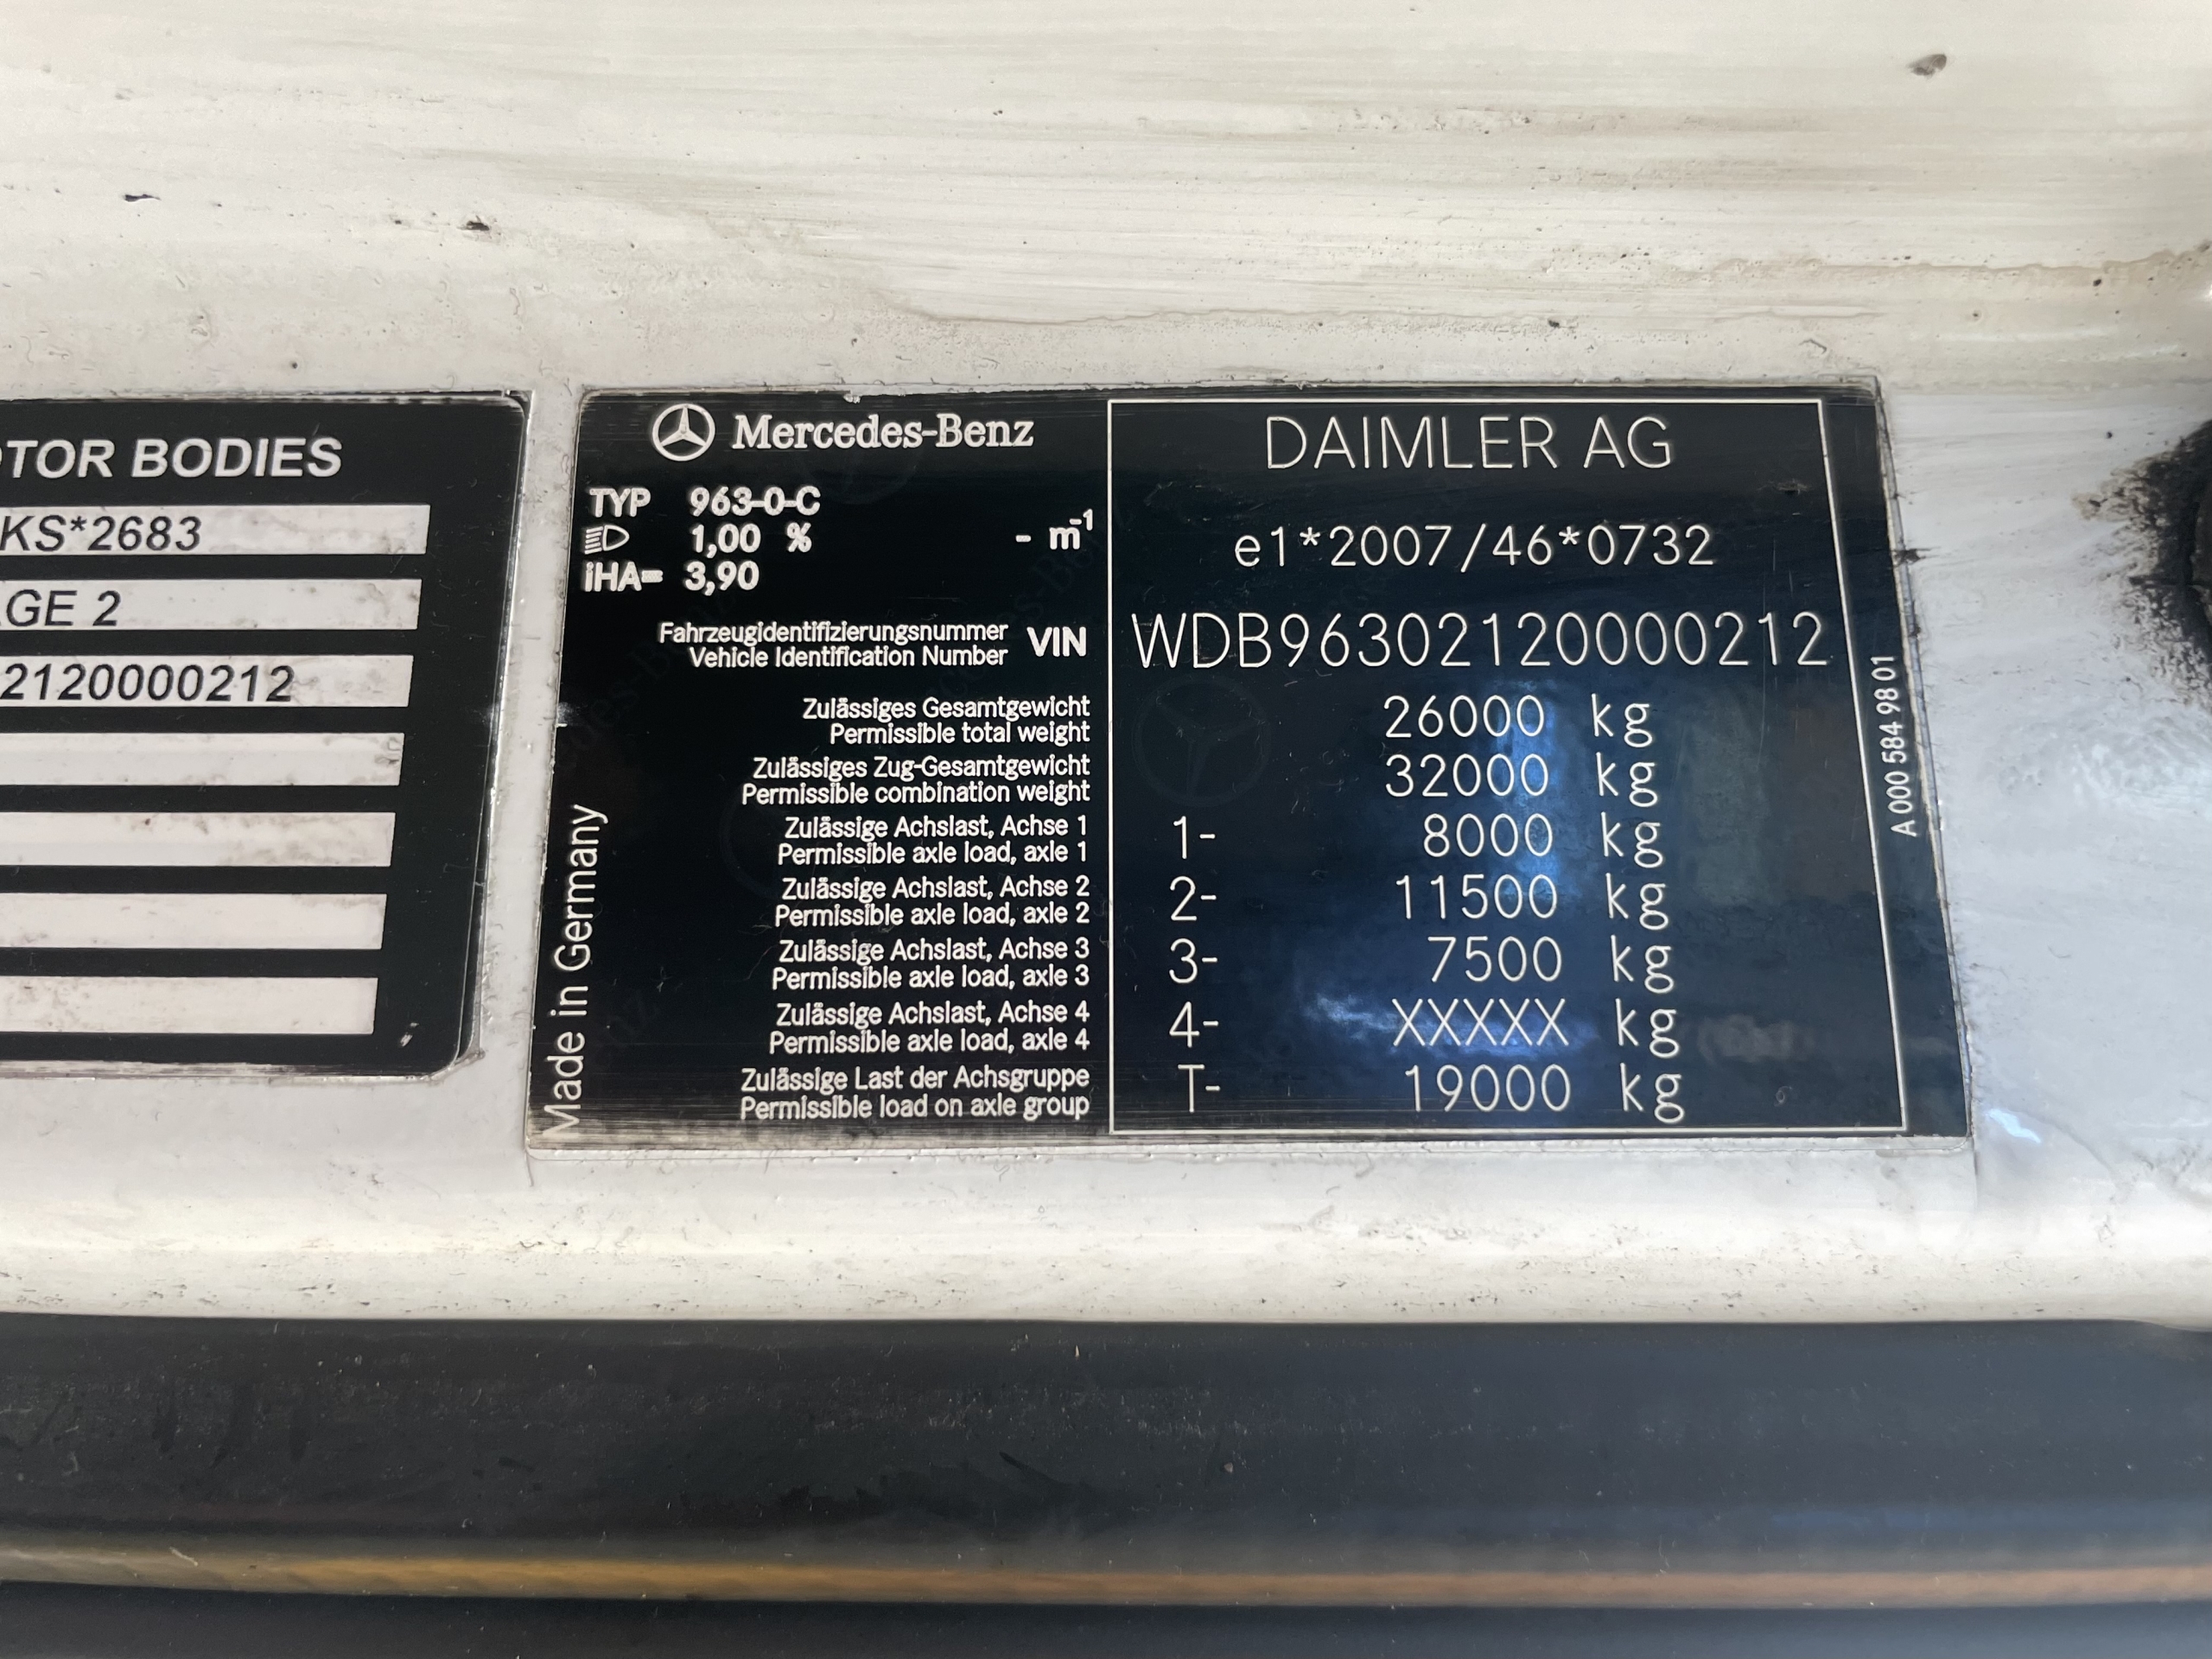 TOR BODIES
KS*2683
GE 2
2120000212
Mercedes-Benz
TYP 963-0-C
1,00 % - m-1
iHA= 3,90
Fahrzeugidentifizierungsnummer
Vehicle Identification Number
VIN
Zulässiges Gesamtgewicht
Permissible total weight
Zulässiges Zug-Gesamtgewicht
Permissible combination weight
Zulässige Achslast, Achse 1
Permissible axle load, axle 1
Zulässige Achslast, Achse 2
Permissible axle load, axle 2
Zulässige Achslast, Achse 3
Permissible axle load, axle 3
Zulässige Achslast, Achse 4
Permissible axle load, axle 4
Zulässige Last der Achsgruppe
Permissible load on axle group
Made in Germany
DAIMLER AG
e1*2007/46*0732
WDB96302120000212
26000 kg
32000 kg
1- 8000 kg
2- 11500 kg
3- 7500 kg
4- XXXXX kg
T- 19000 kg
A 000 584 98 01